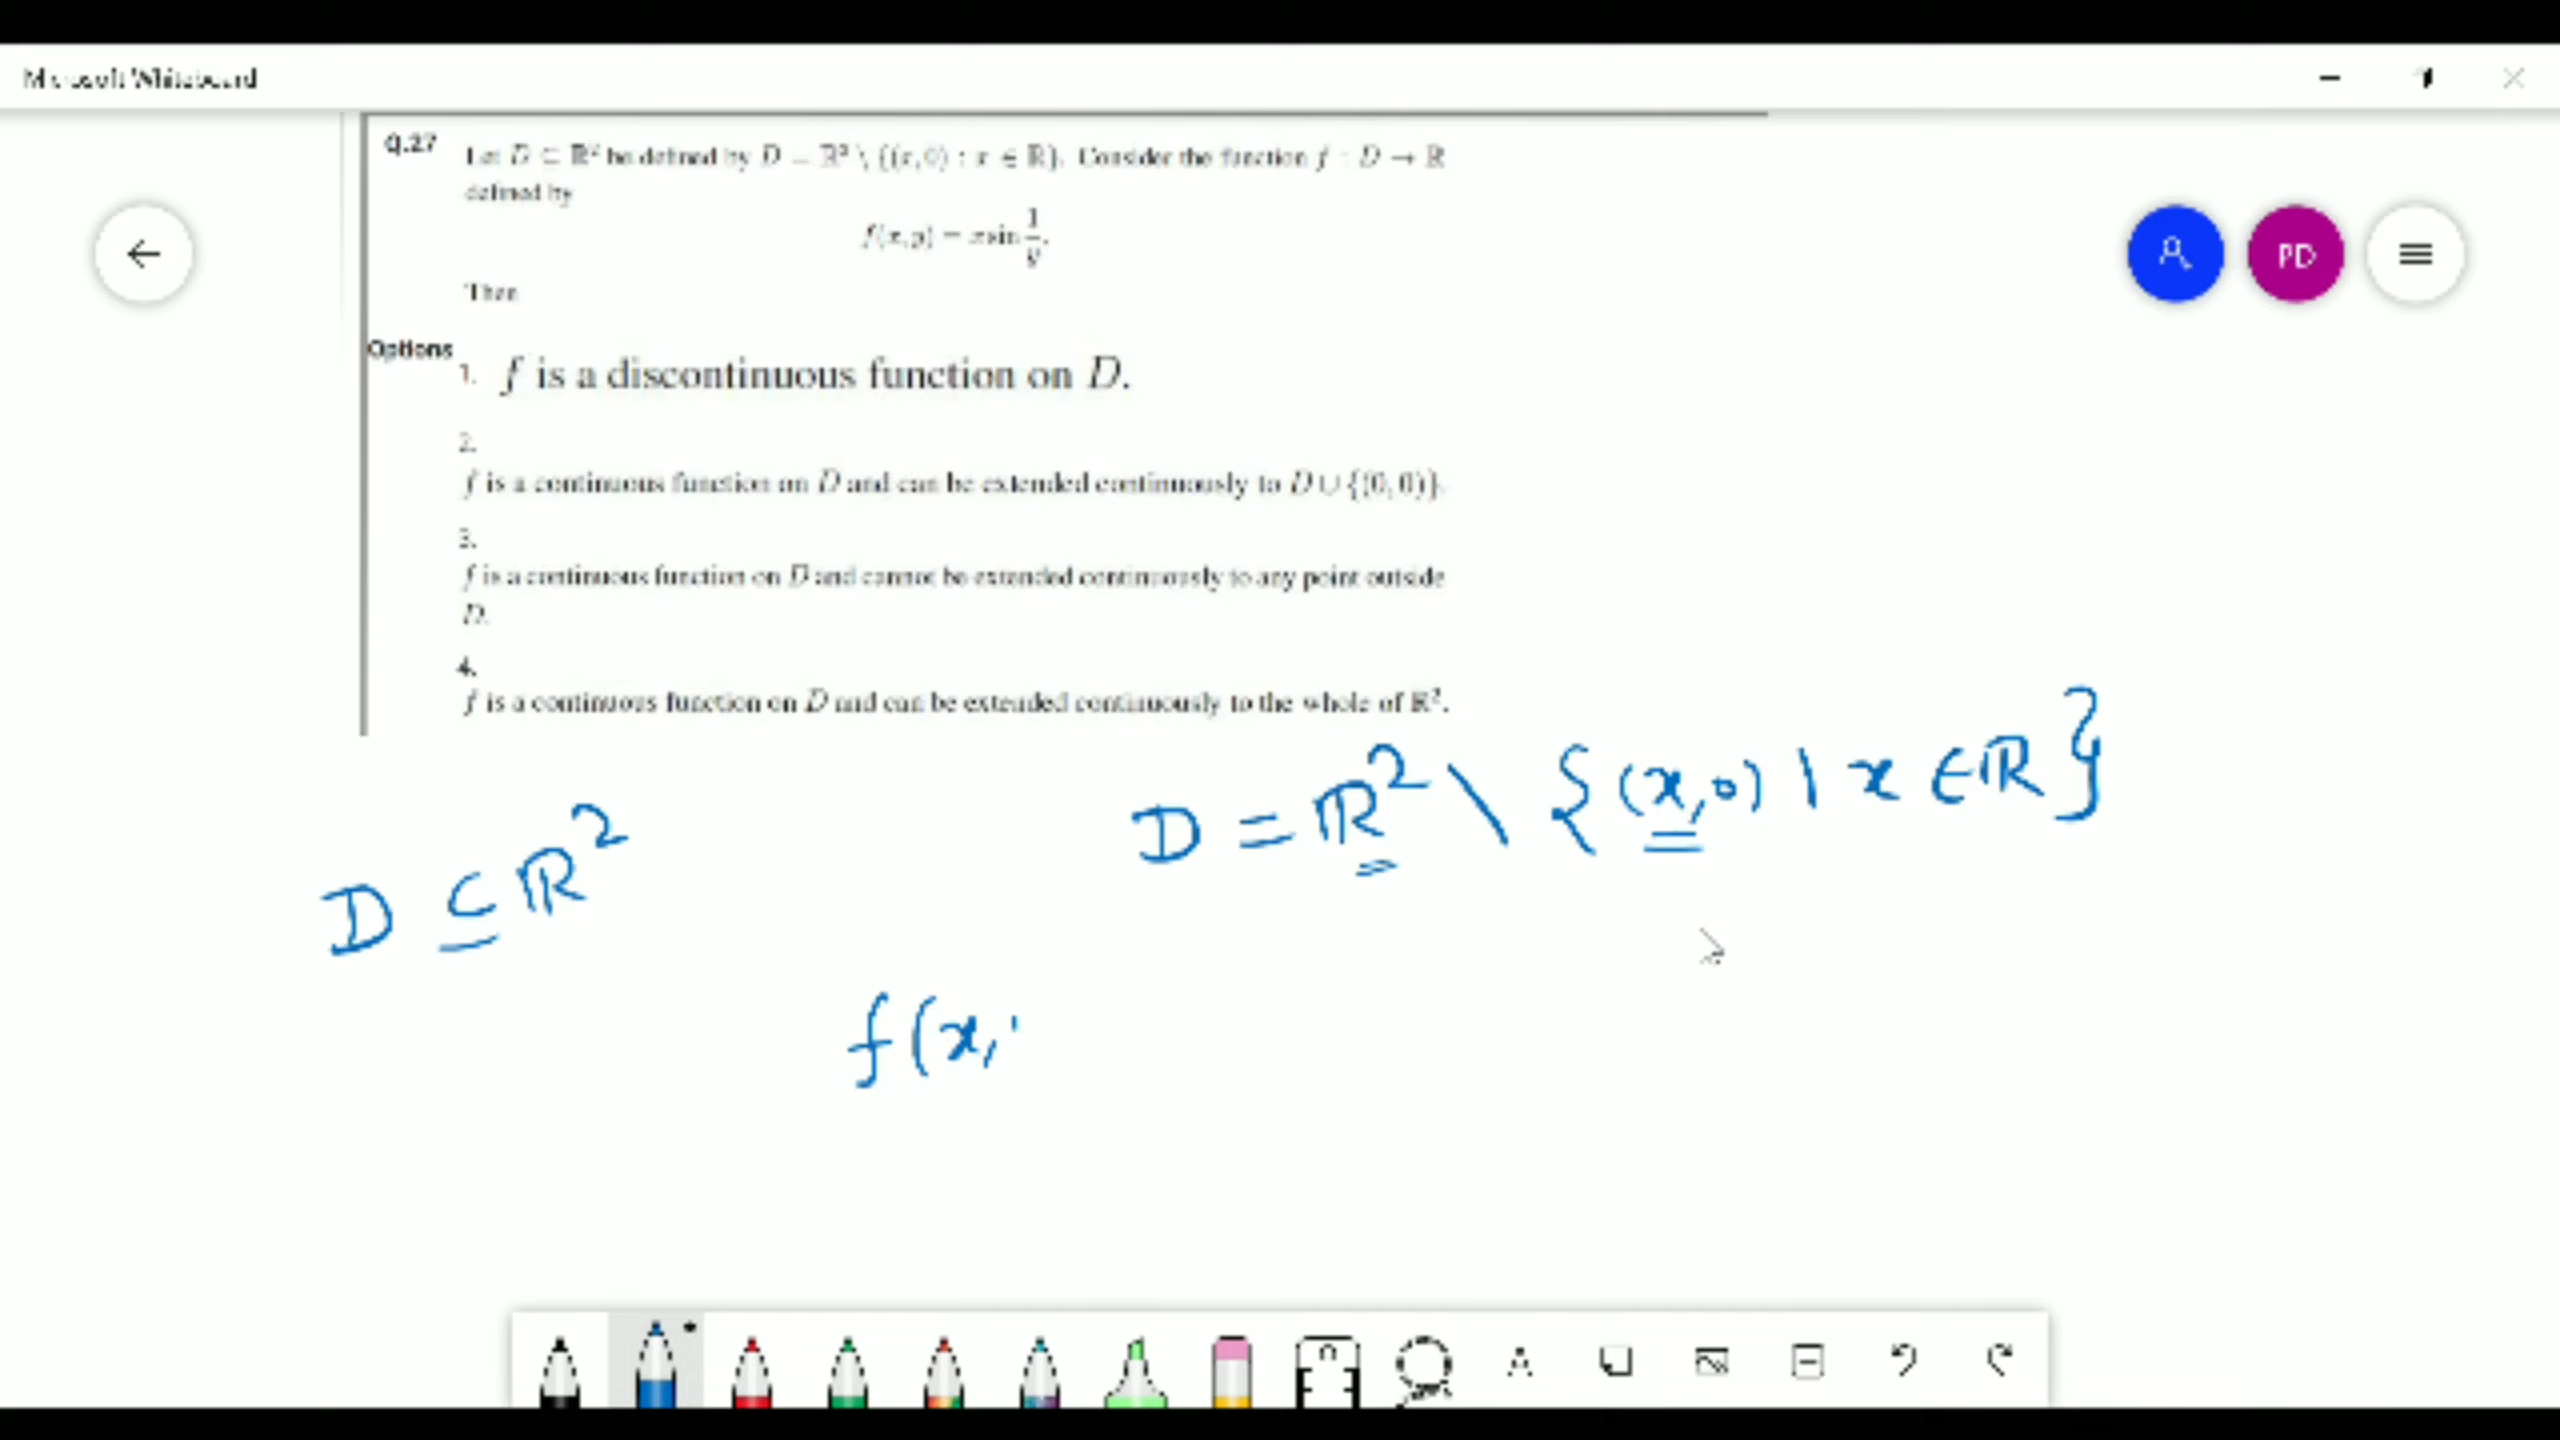 Microsoft Whiteboard
Q.27 Let D ⊂ ℝ² be defined by D = ℝ² \ {(x, 0) : x ∈ ℝ}. Consider the function f : D → ℝ
defined by
f(x, y) = x sin 1/y.
Then
Options
1. f is a discontinuous function on D.
2.
f is a continuous function on D and can be extended continuously to D ∪ {(0, 0)}.
3.
f is a continuous function on D and cannot be extended continuously to any point outside
D.
4.
f is a continuous function on D and can be extended continuously to the whole of ℝ².
PD
D = ℝ² \ {(x,0) | x ∈ ℝ}
D ⊆ ℝ²
f(x,